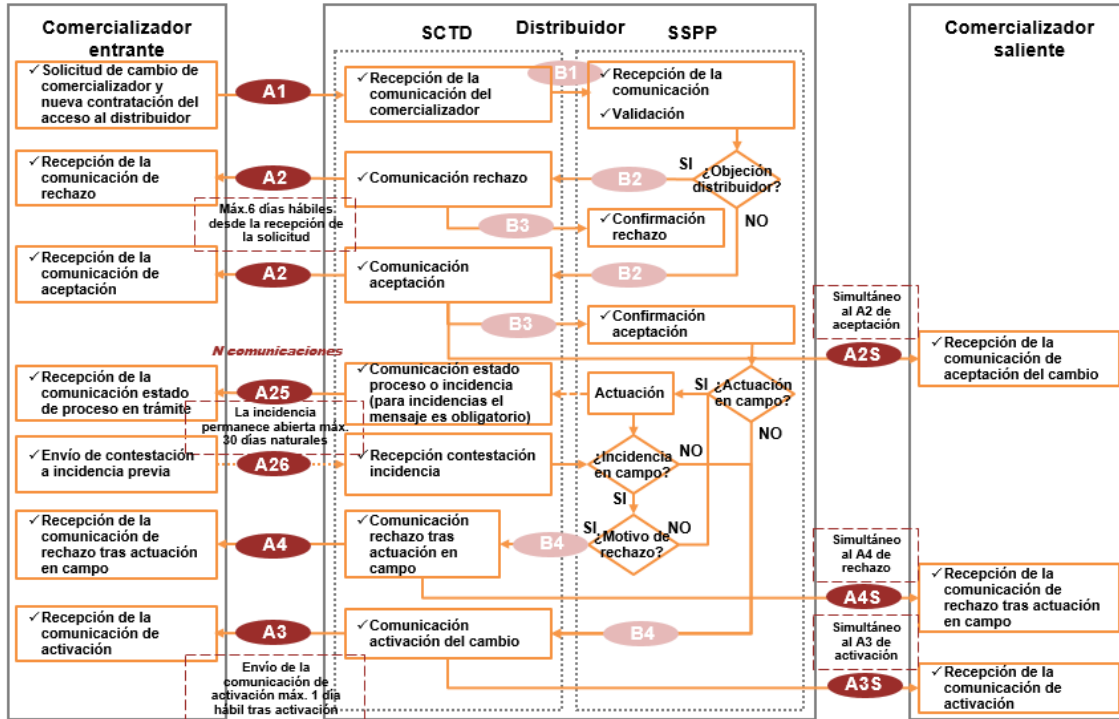 Comercializador
entrante
SCTD
Distribuidor
SSPP
Comercializador
saliente
✓ Solicitud de cambio de
comercializador y
nueva contratación del
acceso al distribuidor
A1
✓ Recepción de la
comunicación del
comercializador
B1
✓ Recepción de la
comunicación
✓ Validación
✓ Recepción de la
comunicación de
rechazo
A2
✓ Comunicación rechazo
B2
SI
¿Objeción
distribuidor?
NO
Máx.6 días hábiles
desde la recepción de
la solicitud
B3
✓ Confirmación
rechazo
✓ Recepción de la
comunicación de
aceptación
A2
✓ Comunicación
aceptación
B2
B3
✓ Confirmación
aceptación
Simultáneo
al A2 de
aceptación
A2S
✓ Recepción de la
comunicación de
aceptación del cambio
N comunicaciones
✓ Recepción de la
comunicación estado
de proceso en trámite
A25
✓ Comunicación estado
proceso o incidencia
(para incidencias el
mensaje es obligatorio)
Actuación
SI
¿Actuación
en campo?
NO
La incidencia
permanece abierta máx.
30 días naturales
✓ Envío de contestación
a incidencia previa
A26
✓ Recepción contestación
incidencia
¿Incidencia
en campo?
NO
SI
✓ Recepción de la
comunicación de
rechazo tras actuación
en campo
A4
✓ Comunicación rechazo
tras actuación en
campo
B4
SI
¿Motivo de
rechazo?
NO
Simultáneo
al A4 de
rechazo
A4S
✓ Recepción de la
comunicación de
rechazo tras actuación
en campo
✓ Recepción de la
comunicación de
activación
A3
✓ Comunicación
activación del cambio
B4
Simultáneo
al A3 de
activación
Envío de la
comunicación de
activación máx. 1 día
hábil tras activación
A3S
✓ Recepción de la
comunicación de
activación